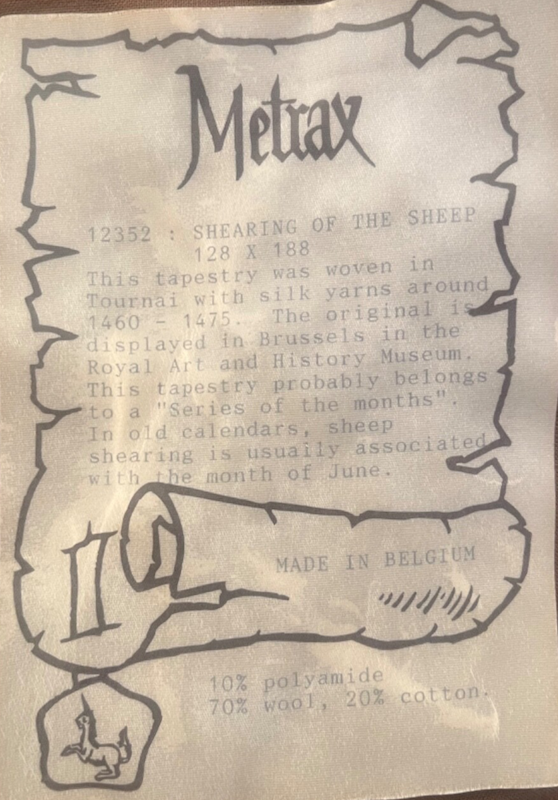 Metrax
12352 : SHEARING OF THE SHEEP
128 X 188
This tapestry was woven in
Tournai with silk yarns around
1460 - 1475. The original is
displayed in Brussels in the
Royal Art and History Museum.
This tapestry probably belongs
to a "Series of the months".
In old calendars, sheep
shearing is usually associated
with the month of June.
MADE IN BELGIUM
10% polyamide
70% wool, 20% cotton.